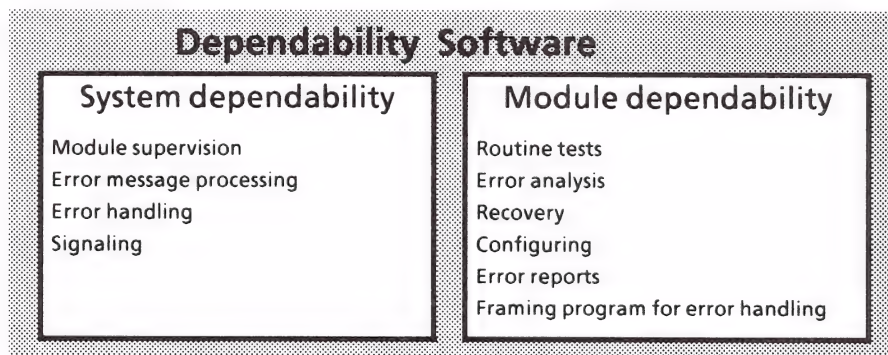 Dependability Software
System dependability
Module supervision
Error message processing
Error handling
Signaling
Module dependability
Routine tests
Error analysis
Recovery
Configuring
Error reports
Framing program for error handling